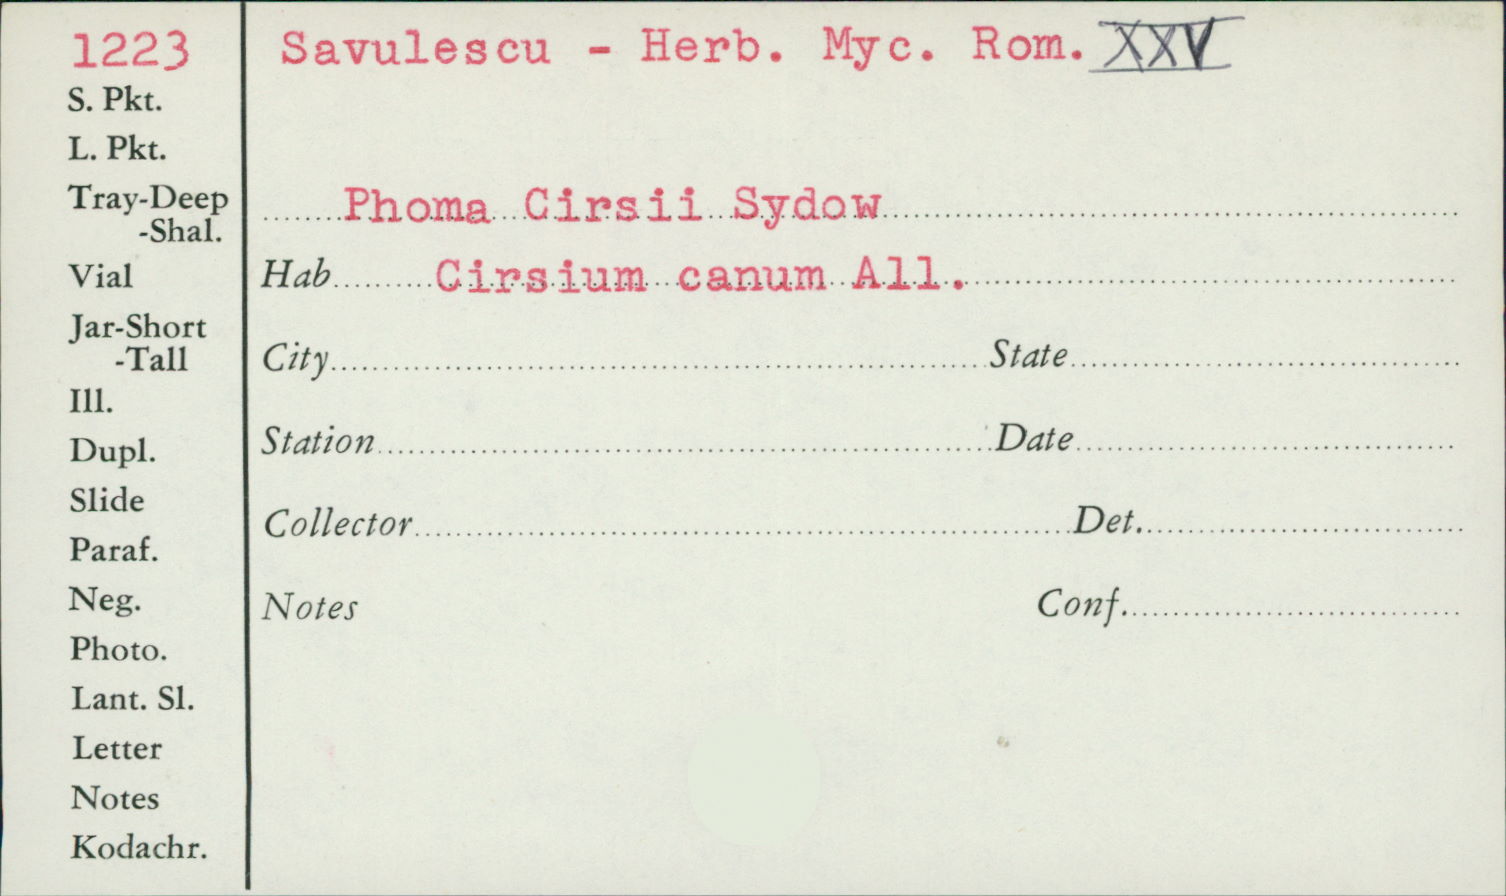 1223
Savulescu - Herb. Myc. Rom. XXV
S. Pkt.
L. Pkt.
Tray-Deep
-Shal.
Vial
Jar-Short
-Tall
Ill.
Dupl.
Slide
Paraf.
Neg.
Photo.
Lant. Sl.
Letter
Notes
Kodachr.
Phoma Cirsii Sydow
Hab Cirsium canum All.
City State
Station Date
Collector Det.
Notes Conf.